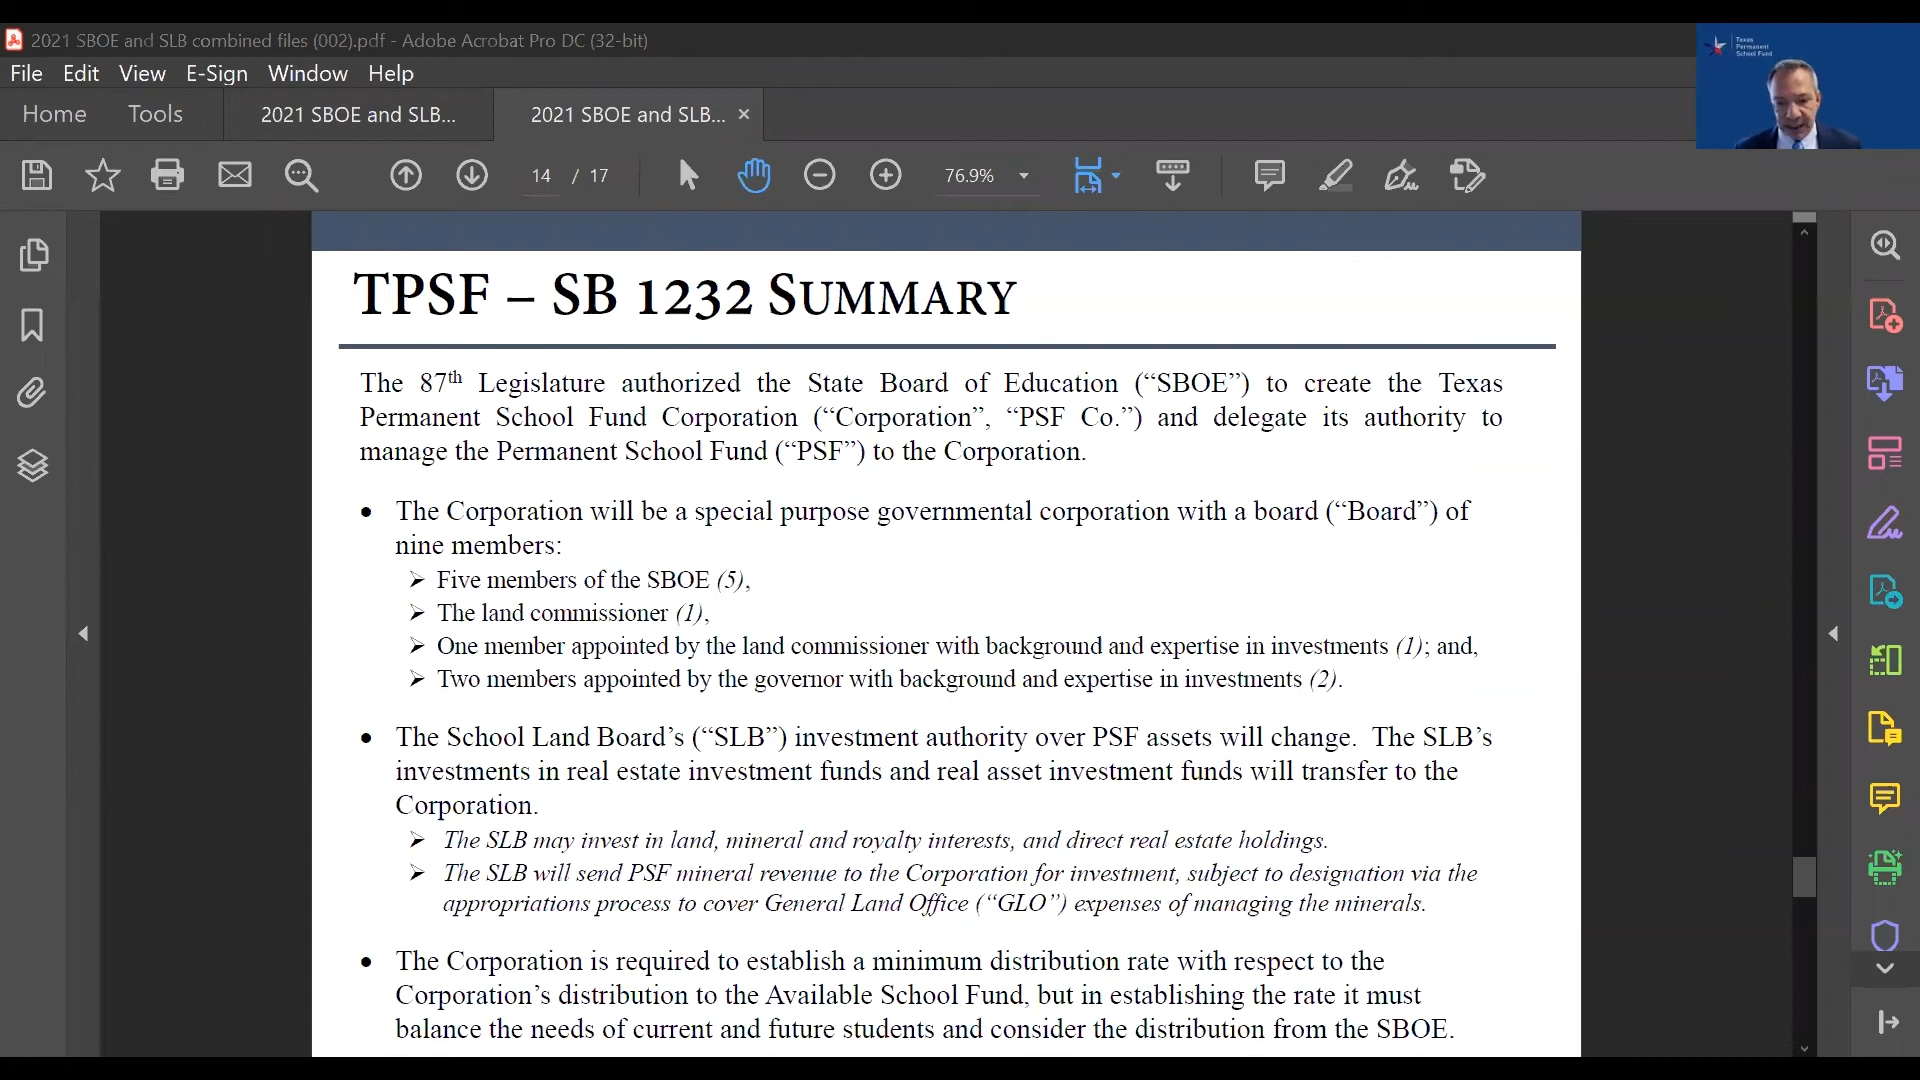 2021 SBOE and SLB combined files (002).pdf - Adobe Acrobat Pro DC (32-bit)
File Edit View E-Sign Window Help
Home Tools 2021 SBOE and SLB... 2021 SBOE and SLB... ×
14 / 17 76.9%
Texas
Permanent
School Fund
TPSF – SB 1232 SUMMARY
The 87th Legislature authorized the State Board of Education (“SBOE”) to create the Texas
Permanent School Fund Corporation (“Corporation”, “PSF Co.”) and delegate its authority to
manage the Permanent School Fund (“PSF”) to the Corporation.
• The Corporation will be a special purpose governmental corporation with a board (“Board”) of
nine members:
➢ Five members of the SBOE (5),
➢ The land commissioner (1),
➢ One member appointed by the land commissioner with background and expertise in investments (1); and,
➢ Two members appointed by the governor with background and expertise in investments (2).
• The School Land Board’s (“SLB”) investment authority over PSF assets will change. The SLB’s
investments in real estate investment funds and real asset investment funds will transfer to the
Corporation.
➢ The SLB may invest in land, mineral and royalty interests, and direct real estate holdings.
➢ The SLB will send PSF mineral revenue to the Corporation for investment, subject to designation via the
appropriations process to cover General Land Office (“GLO”) expenses of managing the minerals.
• The Corporation is required to establish a minimum distribution rate with respect to the
Corporation’s distribution to the Available School Fund, but in establishing the rate it must
balance the needs of current and future students and consider the distribution from the SBOE.